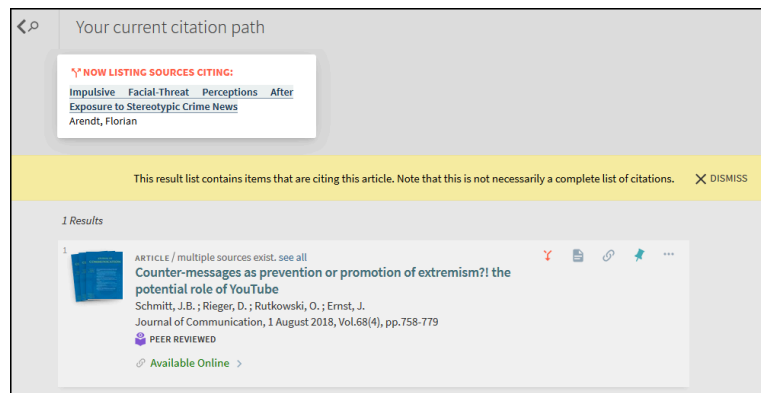 Your current citation path
NOW LISTING SOURCES CITING:
Impulsive Facial-Threat Perceptions After
Exposure to Stereotypic Crime News
Arendt, Florian
This result list contains items that are citing this article. Note that this is not necessarily a complete list of citations.
DISMISS
1 Results
1
ARTICLE / multiple sources exist. see all
Counter-messages as prevention or promotion of extremism?! the
potential role of YouTube
Schmitt, J.B. ; Rieger, D. ; Rutkowski, O. ; Ernst, J.
Journal of Communication, 1 August 2018, Vol.68(4), pp.758-779
PEER REVIEWED
Available Online